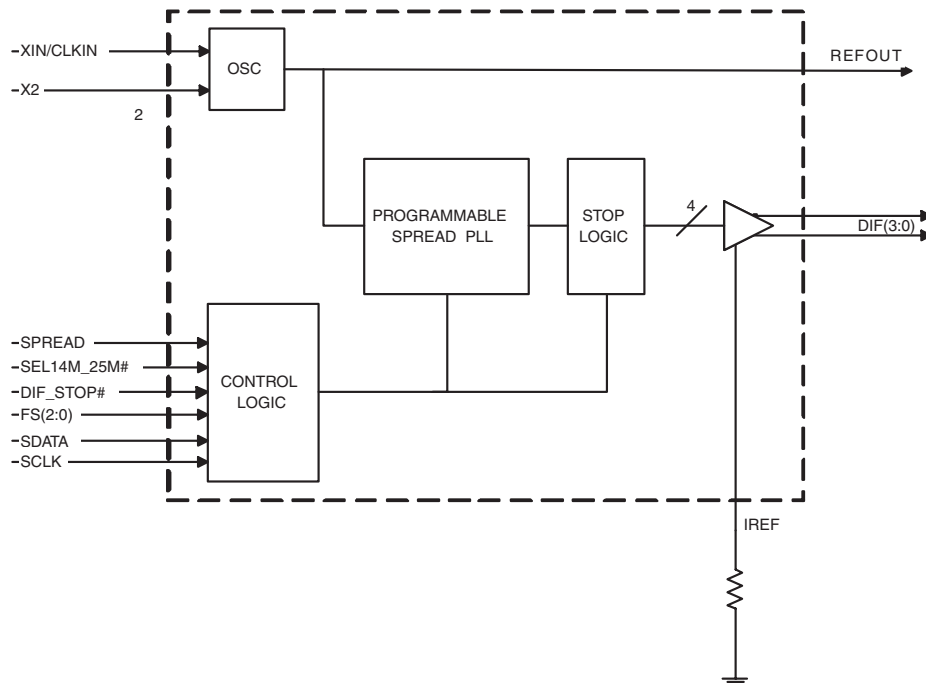 XIN/CLKIN
X2
2
OSC
REFOUT
PROGRAMMABLE
SPREAD PLL
STOP
LOGIC
4
DIF(3:0)
SPREAD
SEL14M_25M#
DIF_STOP#
FS(2:0)
SDATA
SCLK
CONTROL
LOGIC
IREF